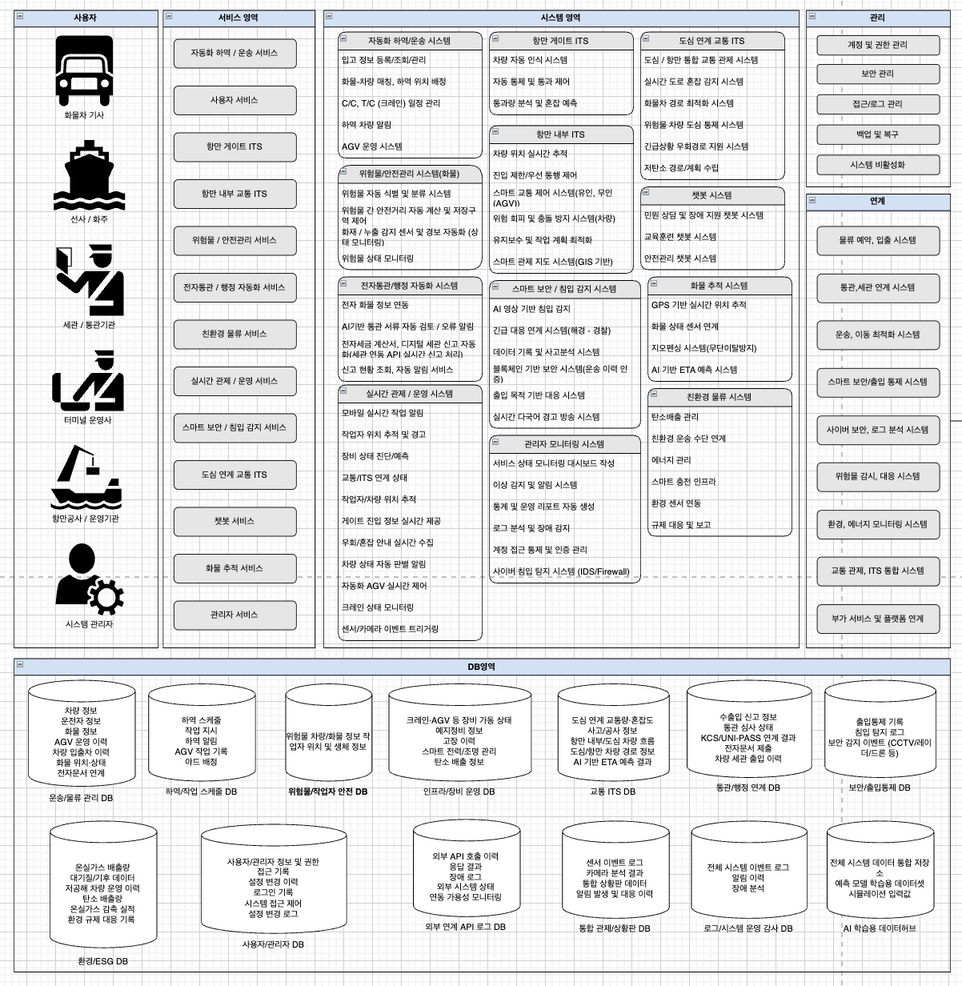 사용자
화물차 기사
선사 / 화주
세관 / 통관기관
터미널 운영사
항만공사 / 운영기관
시스템 관리자
서비스 영역
자동화 하역 / 운송 서비스
사용자 서비스
항만 게이트 ITS
항만 내부 교통 ITS
위험물 / 안전관리 서비스
전자통관 / 행정 자동화 서비스
친환경 물류 서비스
실시간 관제 / 운영 서비스
스마트 보안 / 침입 감지 서비스
도심 연계 교통 ITS
챗봇 서비스
화물 추적 서비스
관리자 서비스
시스템 영역
자동화 하역/운송 시스템
입고 정보 등록/조회/관리
화물-차량 매칭, 하역 위치 배정
C/C, T/C (크레인) 일정 관리
하역 차량 알림
AGV 운영 시스템
위험물/안전관리 시스템(화물)
위험물 자동 식별 및 분류 시스템
위험물 간 안전거리 자동 계산 및 저장구
역 제어
화재 / 누출 감지 센서 및 경보 자동화 (상
태 모니터링)
위험물 상태 모니터링
전자통관/행정 자동화 시스템
전자 화물 정보 연동
AI기반 통관 서류 자동 검토 / 오류 알림
전자세금 계산서, 디지털 세관 신고 자동
화(세관 연동 API 실시간 신고 처리)
신고 현황 조회, 자동 알림 서비스
실시간 관제 / 운영 시스템
모바일 실시간 작업 알림
작업자 위치 추적 및 경고
장비 상태 진단/예측
교통/ITS 연계 상태
작업자/차량 위치 추적
게이트 진입 정보 실시간 제공
우회/혼잡 안내 실시간 수집
차량 상태 자동 판별 알림
자동화 AGV 실시간 제어
크레인 상태 모니터링
센서/카메라 이벤트 트리거링
항만 게이트 ITS
차량 자동 인식 시스템
자동 통제 및 통과 제어
통과량 분석 및 혼잡 예측
항만 내부 ITS
차량 위치 실시간 추적
진입 제한/우선 통행 제어
스마트 교통 제어 시스템(유인, 무인
(AGV))
위험 회피 및 충돌 방지 시스템(차량)
유지보수 및 작업 계획 최적화
스마트 관제 지도 시스템(GIS 기반)
스마트 보안 / 침입 감지 시스템
AI 영상 기반 침입 감지
긴급 대응 연계 시스템(해경 - 경찰)
데이터 기록 및 사고분석 시스템
블록체인 기반 보안 시스템(운송 이력 인
증)
출입 목적 기반 대응 시스템
실시간 다국어 경고 방송 시스템
관리자 모니터링 시스템
서비스 상태 모니터링 대시보드 작성
이상 감지 및 알림 시스템
통계 및 운영 리포트 자동 생성
로그 분석 및 장애 감지
계정 접근 통제 및 인증 관리
사이버 침입 탐지 시스템 (IDS/Firewall)
도심 연계 교통 ITS
도심 / 항만 통합 교통 관제 시스템
실시간 도로 혼잡 감지 시스템
화물차 경로 최적화 시스템
위험물 차량 도심 통제 시스템
긴급상황 우회경로 지원 시스템
저탄소 경로/계획 수립
챗봇 시스템
민원 상담 및 장애 지원 챗봇 시스템
교육훈련 챗봇 시스템
안전관리 챗봇 시스템
화물 추적 시스템
GPS 기반 실시간 위치 추적
화물 상태 센서 연계
지오펜싱 시스템(무단이탈방지)
AI 기반 ETA 예측 시스템
친환경 물류 시스템
탄소배출 관리
친환경 운송 수단 연계
에너지 관리
스마트 충전 인프라
환경 센서 연동
규제 대응 및 보고
관리
계정 및 권한 관리
보안 관리
접근/로그 관리
백업 및 복구
시스템 비활성화
연계
물류 예약, 입출 시스템
통관,세관 연계 시스템
운송, 이동 최적화 시스템
스마트 보안/출입 통제 시스템
사이버 보안, 로그 분석 시스템
위험물 감시, 대응 시스템
환경, 에너지 모니터링 시스템
교통 관제, ITS 통합 시스템
부가 서비스 및 플랫폼 연계
DB영역
차량 정보
운전자 정보
화물 정보
AGV 운영 이력
차량 입출차 이력
화물 위치·상태
전자문서 연계
운송/물류 관리 DB
하역 스케줄
작업 지시
하역 알림
AGV 작업 기록
야드 배정
하역/작업 스케줄 DB
위험물 차량/화물 정보 작
업자 위치 및 생체 정보
위험물/작업자 안전 DB
크레인·AGV 등 장비 가동 상태
예지정비 정보
고장 이력
스마트 전력/조명 관리
탄소 배출 정보
인프라/장비 운영 DB
도심 연계 교통량·혼잡도
사고/공사 정보
항만 내부/도심 차량 흐름
도심/항만 차량 경로 정보
AI 기반 ETA 예측 결과
교통 ITS DB
수출입 신고 정보
통관 심사 상태
KCS/UNI-PASS 연계 결과
전자문서 제출
차량 세관 출입 이력
통관/행정 연계 DB
출입통제 기록
침입 탐지 로그
보안 감지 이벤트 (CCTV/레이
더/드론 등)
보안/출입통제 DB
온실가스 배출량
대기질/기후 데이터
저공해 차량 운영 이력
탄소 배출량
온실가스 감축 실적
환경 규제 대응 기록
환경/ESG DB
사용자/관리자 정보 및 권한
접근 기록
설정 변경 이력
로그인 기록
시스템 접근 제어
설정 변경 로그
사용자/관리자 DB
외부 API 호출 이력
응답 결과
장애 로그
외부 시스템 상태
연동 가용성 모니터링
외부 연계 API 로그 DB
센서 이벤트 로그
카메라 분석 결과
통합 상황판 데이터
알림 발생 및 대응 이력
통합 관제/상황판 DB
전체 시스템 이벤트 로그
알림 이력
장애 분석
로그/시스템 운영 감사 DB
전체 시스템 데이터 통합 저장
소
예측 모델 학습용 데이터셋
시뮬레이션 입력값
AI 학습용 데이터허브